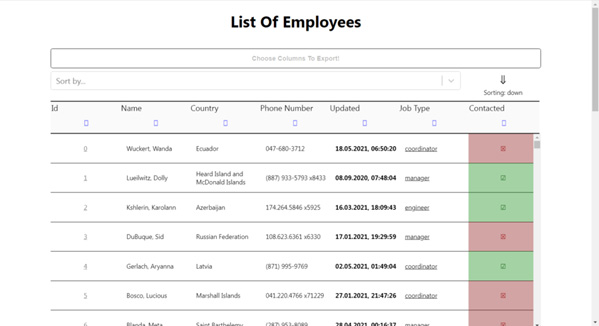 List Of Employees
Choose Columns To Export!
Sort by...
Sorting: down
Id Name Country Phone Number Updated Job Type Contacted
0 Wuckert, Wanda Ecuador 047-680-3712 18.05.2021, 06:50:20 coordinator
1 Lueilwitz, Dolly Heard Island and McDonald Islands (887) 933-5793 x8433 08.09.2020, 07:48:04 manager
2 Kshlerin, Karolann Azerbaijan 174.264.5846 x5925 16.03.2021, 18:09:43 engineer
3 DuBuque, Sid Russian Federation 108.623.6361 x6330 17.01.2021, 19:29:59 manager
4 Gerlach, Aryanna Latvia (871) 995-9769 02.05.2021, 01:49:04 coordinator
5 Bosco, Lucious Marshall Islands 041.220.4766 x71229 27.01.2021, 21:47:26 coordinator
6 Blanda, Meta Saint Barthelemy (287) 953-8089 28.04.2021, 00:16:37 manager